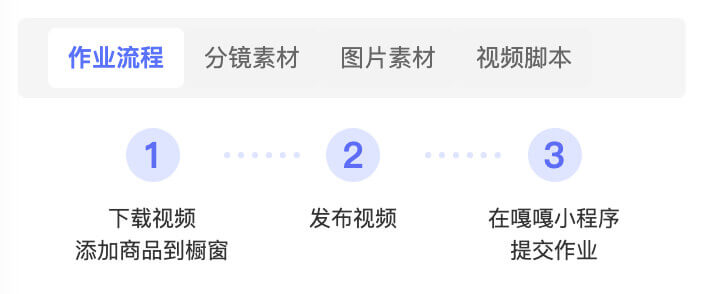 作业流程 分镜素材 图片素材 视频脚本
1 2 3
下载视频 发布视频 在嘎嘎小程序
添加商品到橱窗 提交作业